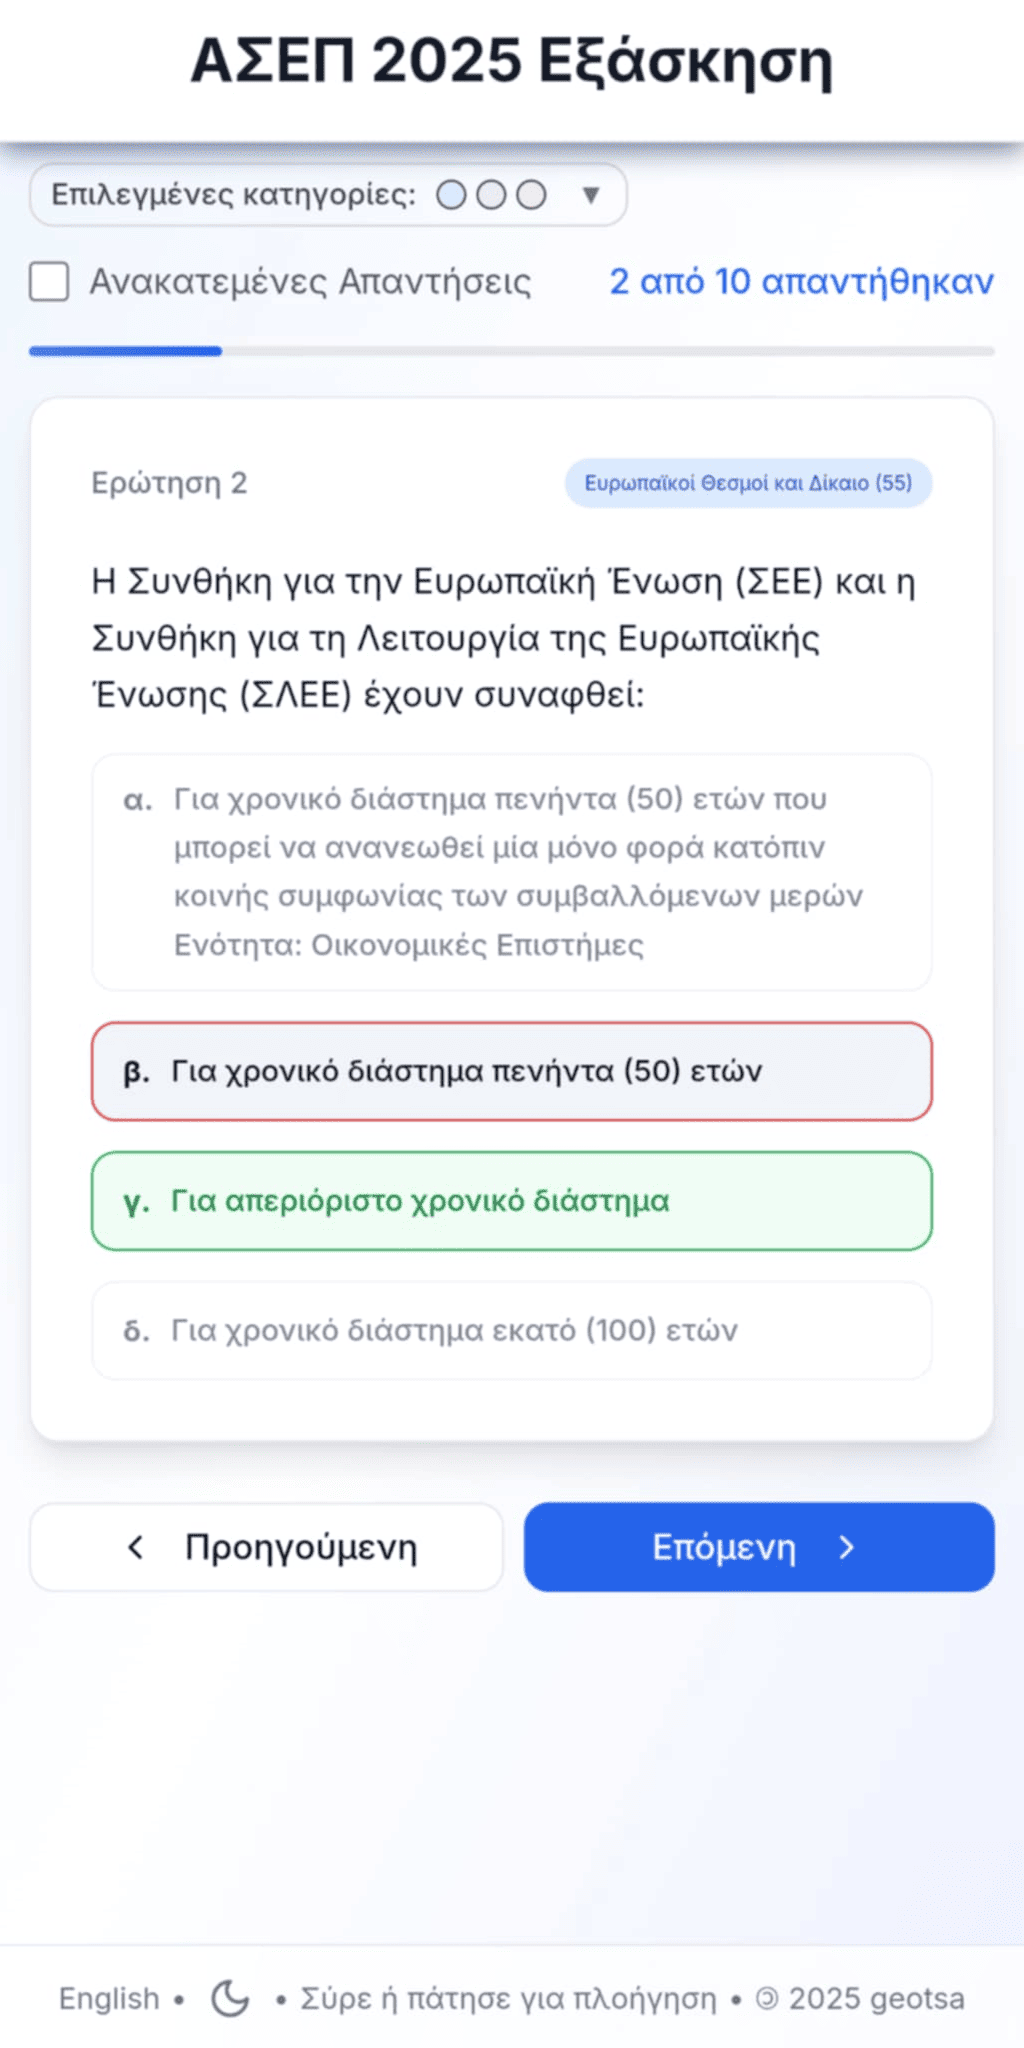 ΑΣΕΠ 2025 Εξάσκηση
Επιλεγμένες κατηγορίες: ▼
Ανακατεμένες Απαντήσεις
2 από 10 απαντήθηκαν
Ερώτηση 2
Ευρωπαϊκοί Θεσμοί και Δίκαιο (55)
Η Συνθήκη για την Ευρωπαϊκή Ένωση (ΣΕΕ) και η
Συνθήκη για τη Λειτουργία της Ευρωπαϊκής
Ένωσης (ΣΛΕΕ) έχουν συναφθεί:
α. Για χρονικό διάστημα πενήντα (50) ετών που
μπορεί να ανανεωθεί μία μόνο φορά κατόπιν
κοινής συμφωνίας των συμβαλλόμενων μερών
Ενότητα: Οικονομικές Επιστήμες
β. Για χρονικό διάστημα πενήντα (50) ετών
γ. Για απεριόριστο χρονικό διάστημα
δ. Για χρονικό διάστημα εκατό (100) ετών
Προηγούμενη
Επόμενη
English • • Σύρε ή πάτησε για πλοήγηση • 🄯 2025 geotsa